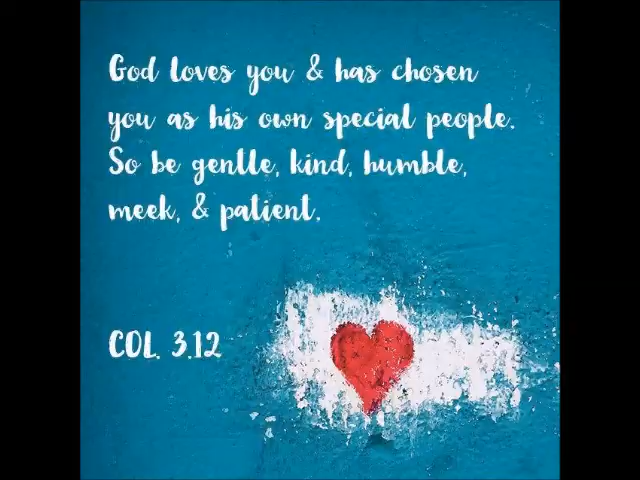 God loves you & has chosen
you as his own special people.
So be gentle, kind, humble,
meek, & patient.
COL. 3.12